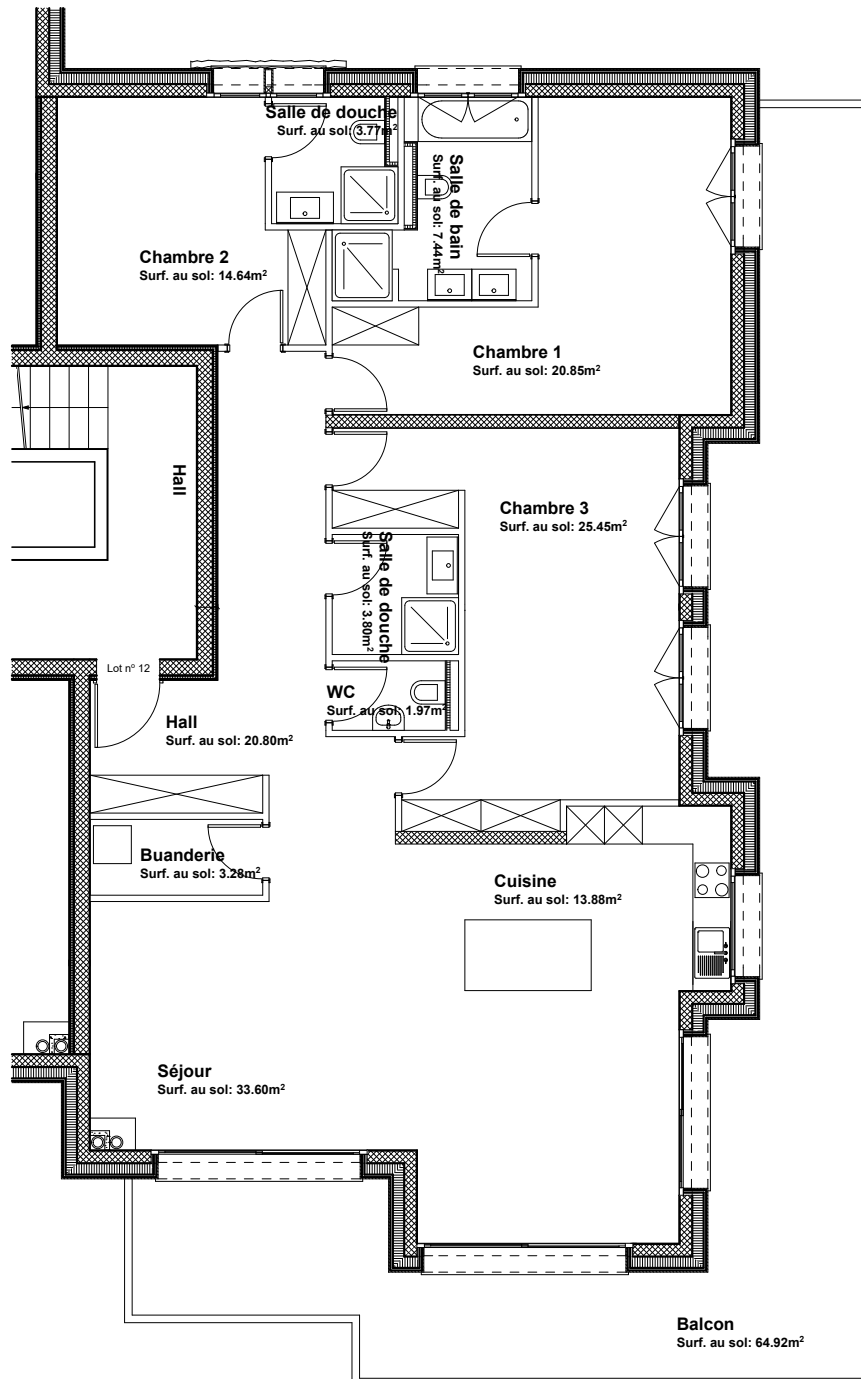 Salle de douche
Surf. au sol: 3.77m²
Salle de bain
Surf. au sol: 7.44m²
Chambre 2
Surf. au sol: 14.64m²
Chambre 1
Surf. au sol: 20.85m²
Hall
Chambre 3
Surf. au sol: 25.45m²
Salle de douche
Surf. au sol: 3.80m²
Lot nº 12
WC
Surf. au sol: 1.97m²
Hall
Surf. au sol: 20.80m²
Buanderie
Surf. au sol: 3.28m²
Cuisine
Surf. au sol: 13.88m²
Séjour
Surf. au sol: 33.60m²
Balcon
Surf. au sol: 64.92m²